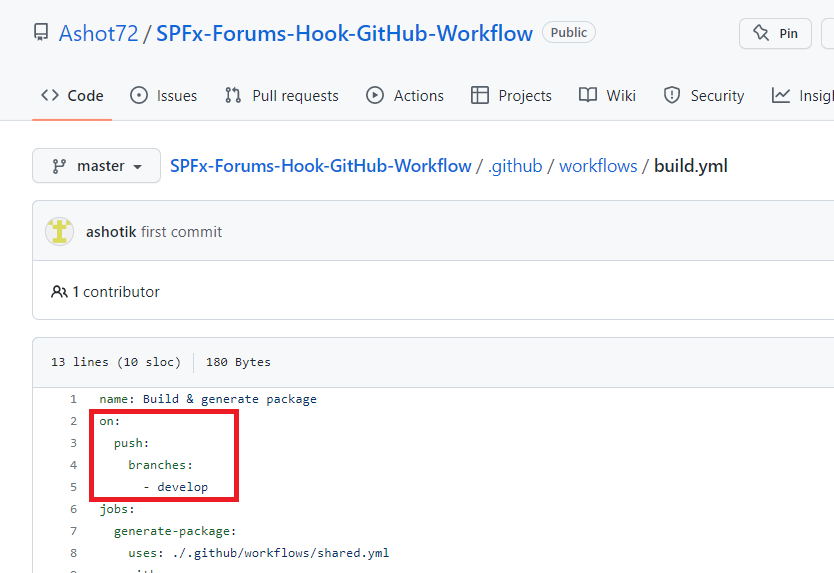 Ashot72 / SPFx-Forums-Hook-GitHub-Workflow Public Pin
Code Issues Pull requests Actions Projects Wiki Security
master SPFx-Forums-Hook-GitHub-Workflow / .github / workflows / build.yml
ashotik first commit
1 contributor
13 lines (10 sloc) 180 Bytes
1 name: Build & generate package
2 on:
3 push:
4 branches:
5 - develop
6 jobs:
7 generate-package:
8 uses: ./.github/workflows/shared.yml